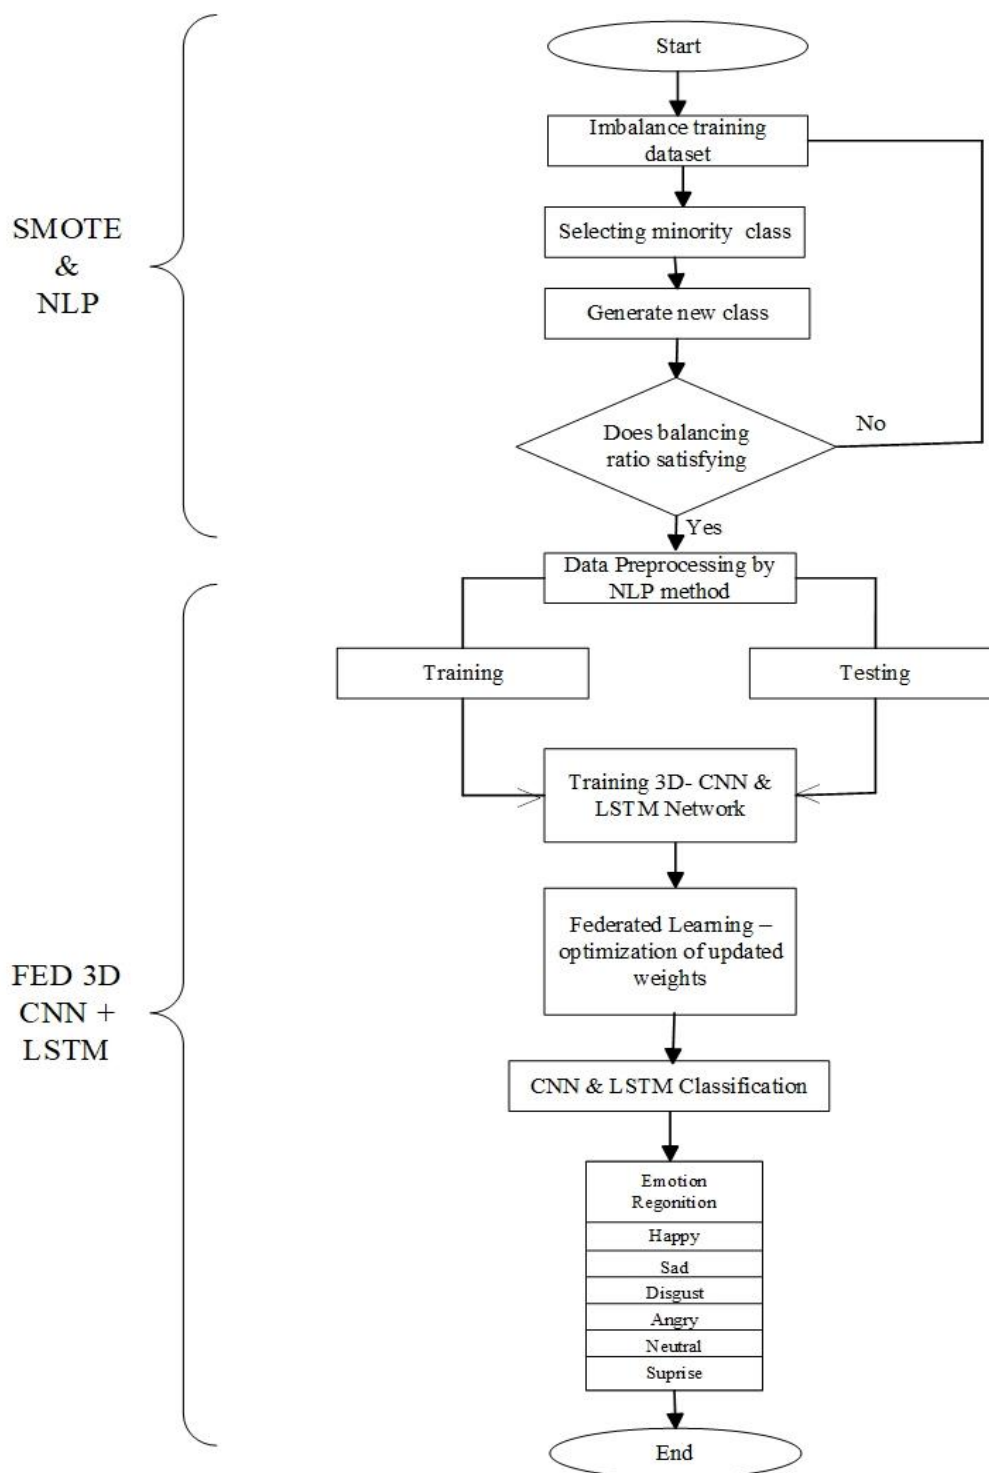 Start
Imbalance training
dataset
SMOTE
&
NLP
Selecting minority class
Generate new class
Does balancing
ratio satisfying
No
Yes
Data Preprocessing by
NLP method
Training
Testing
Training 3D- CNN &
LSTM Network
FED 3D
CNN +
LSTM
Federated Learning –
optimization of updated
weights
CNN & LSTM Classification
Emotion
Regonition
Happy
Sad
Disgust
Angry
Neutral
Suprise
End